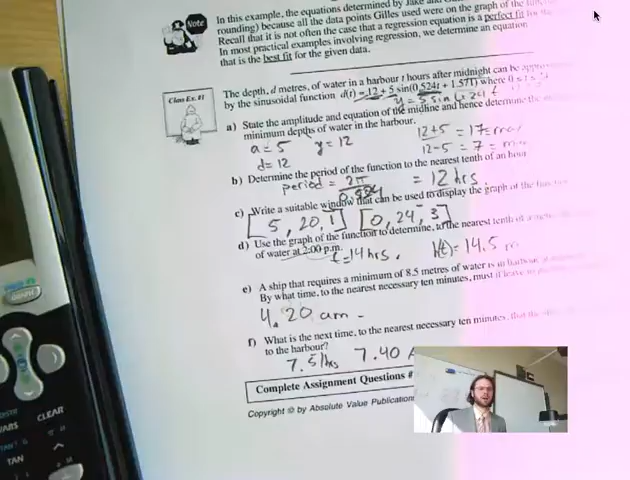 Note
In this example, the equations determined by Jake and
rounding) because all the data points Gilles used were on the graph of the
Recall that it is not often the case that a regression equation is a perfect fit for the
In most practical examples involving regression, we determine an equation
that is the best fit for the given data.
Class Ex. #1
The depth, d metres, of water in a harbour t hours after midnight can be
by the sinusoidal function d(t) = 12 + 5 sin(0.524t + 1.571) where 0 ≤ t ≤
y = 5 sin
a) State the amplitude and equation of the midline and hence determine the
minimum depths of water in the harbour.
a = 5 y = 12 12+5 = 17 = max
d = 12 12-5 = 7 = m
b) Determine the period of the function to the nearest tenth of an hour
period = 2π / 0.524 = 12 hrs
c) Write a suitable window that can be used to display the graph of the function
[5, 20, 1] [0, 24, 3]
d) Use the graph of the function to determine, to the nearest tenth of a metre
of water at 2:00 p.m.
t = 14 hrs. h(t) = 14.5 m
e) A ship that requires a minimum of 8.5 metres of water is in harbour
By what time, to the nearest necessary ten minutes, must it leave
4.20 am
f) What is the next time, to the nearest necessary ten minutes, that the
to the harbour?
7.51hrs 7.40
Complete Assignment Questions #
Copyright © by Absolute Value Publications
GRAPH
VARS
CLEAR
TAN